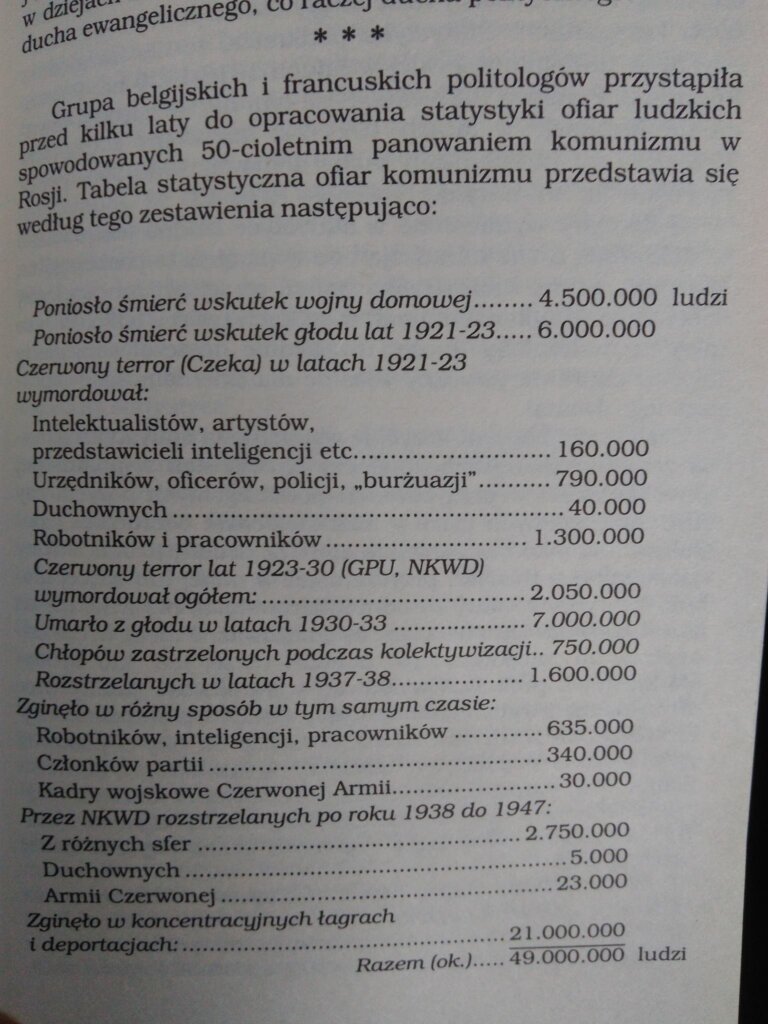 w dziejach
ducha ewangelicznego, co raczej ducha
* * *
Grupa belgijskich i francuskich politologów przystąpiła
przed kilku laty do opracowania statystyki ofiar ludzkich
spowodowanych 50-cioletnim panowaniem komunizmu w
Rosji. Tabela statystyczna ofiar komunizmu przedstawia się
według tego zestawienia następująco:
Poniosło śmierć wskutek wojny domowej........ 4.500.000 ludzi
Poniosło śmierć wskutek głodu lat 1921-23..... 6.000.000
Czerwony terror (Czeka) w latach 1921-23
wymordował:
Intelektualistów, artystów,
przedstawicieli inteligencji etc............................ 160.000
Urzędników, oficerów, policji, „burżuazji”.......... 790.000
Duchownych ...................................................... 40.000
Robotników i pracowników ............................ 1.300.000
Czerwony terror lat 1923-30 (GPU, NKWD)
wymordował ogółem: ..................................... 2.050.000
Umarło z głodu w latach 1930-33 ................... 7.000.000
Chłopów zastrzelonych podczas kolektywizacji.. 750.000
Rozstrzelanych w latach 1937-38................... 1.600.000
Zginęło w różny sposób w tym samym czasie:
Robotników, inteligencji, pracowników ............ 635.000
Członków partii ................................................ 340.000
Kadry wojskowe Czerwonej Armii..................... 30.000
Przez NKWD rozstrzelanych po roku 1938 do 1947:
Z różnych sfer .............................................. 2.750.000
Duchownych ...................................................... 5.000
Armii Czerwonej ................................................ 23.000
Zginęło w koncentracyjnych łagrach
i deportacjach:.............................................. 21.000.000
Razem (ok.)..... 49.000.000 ludzi